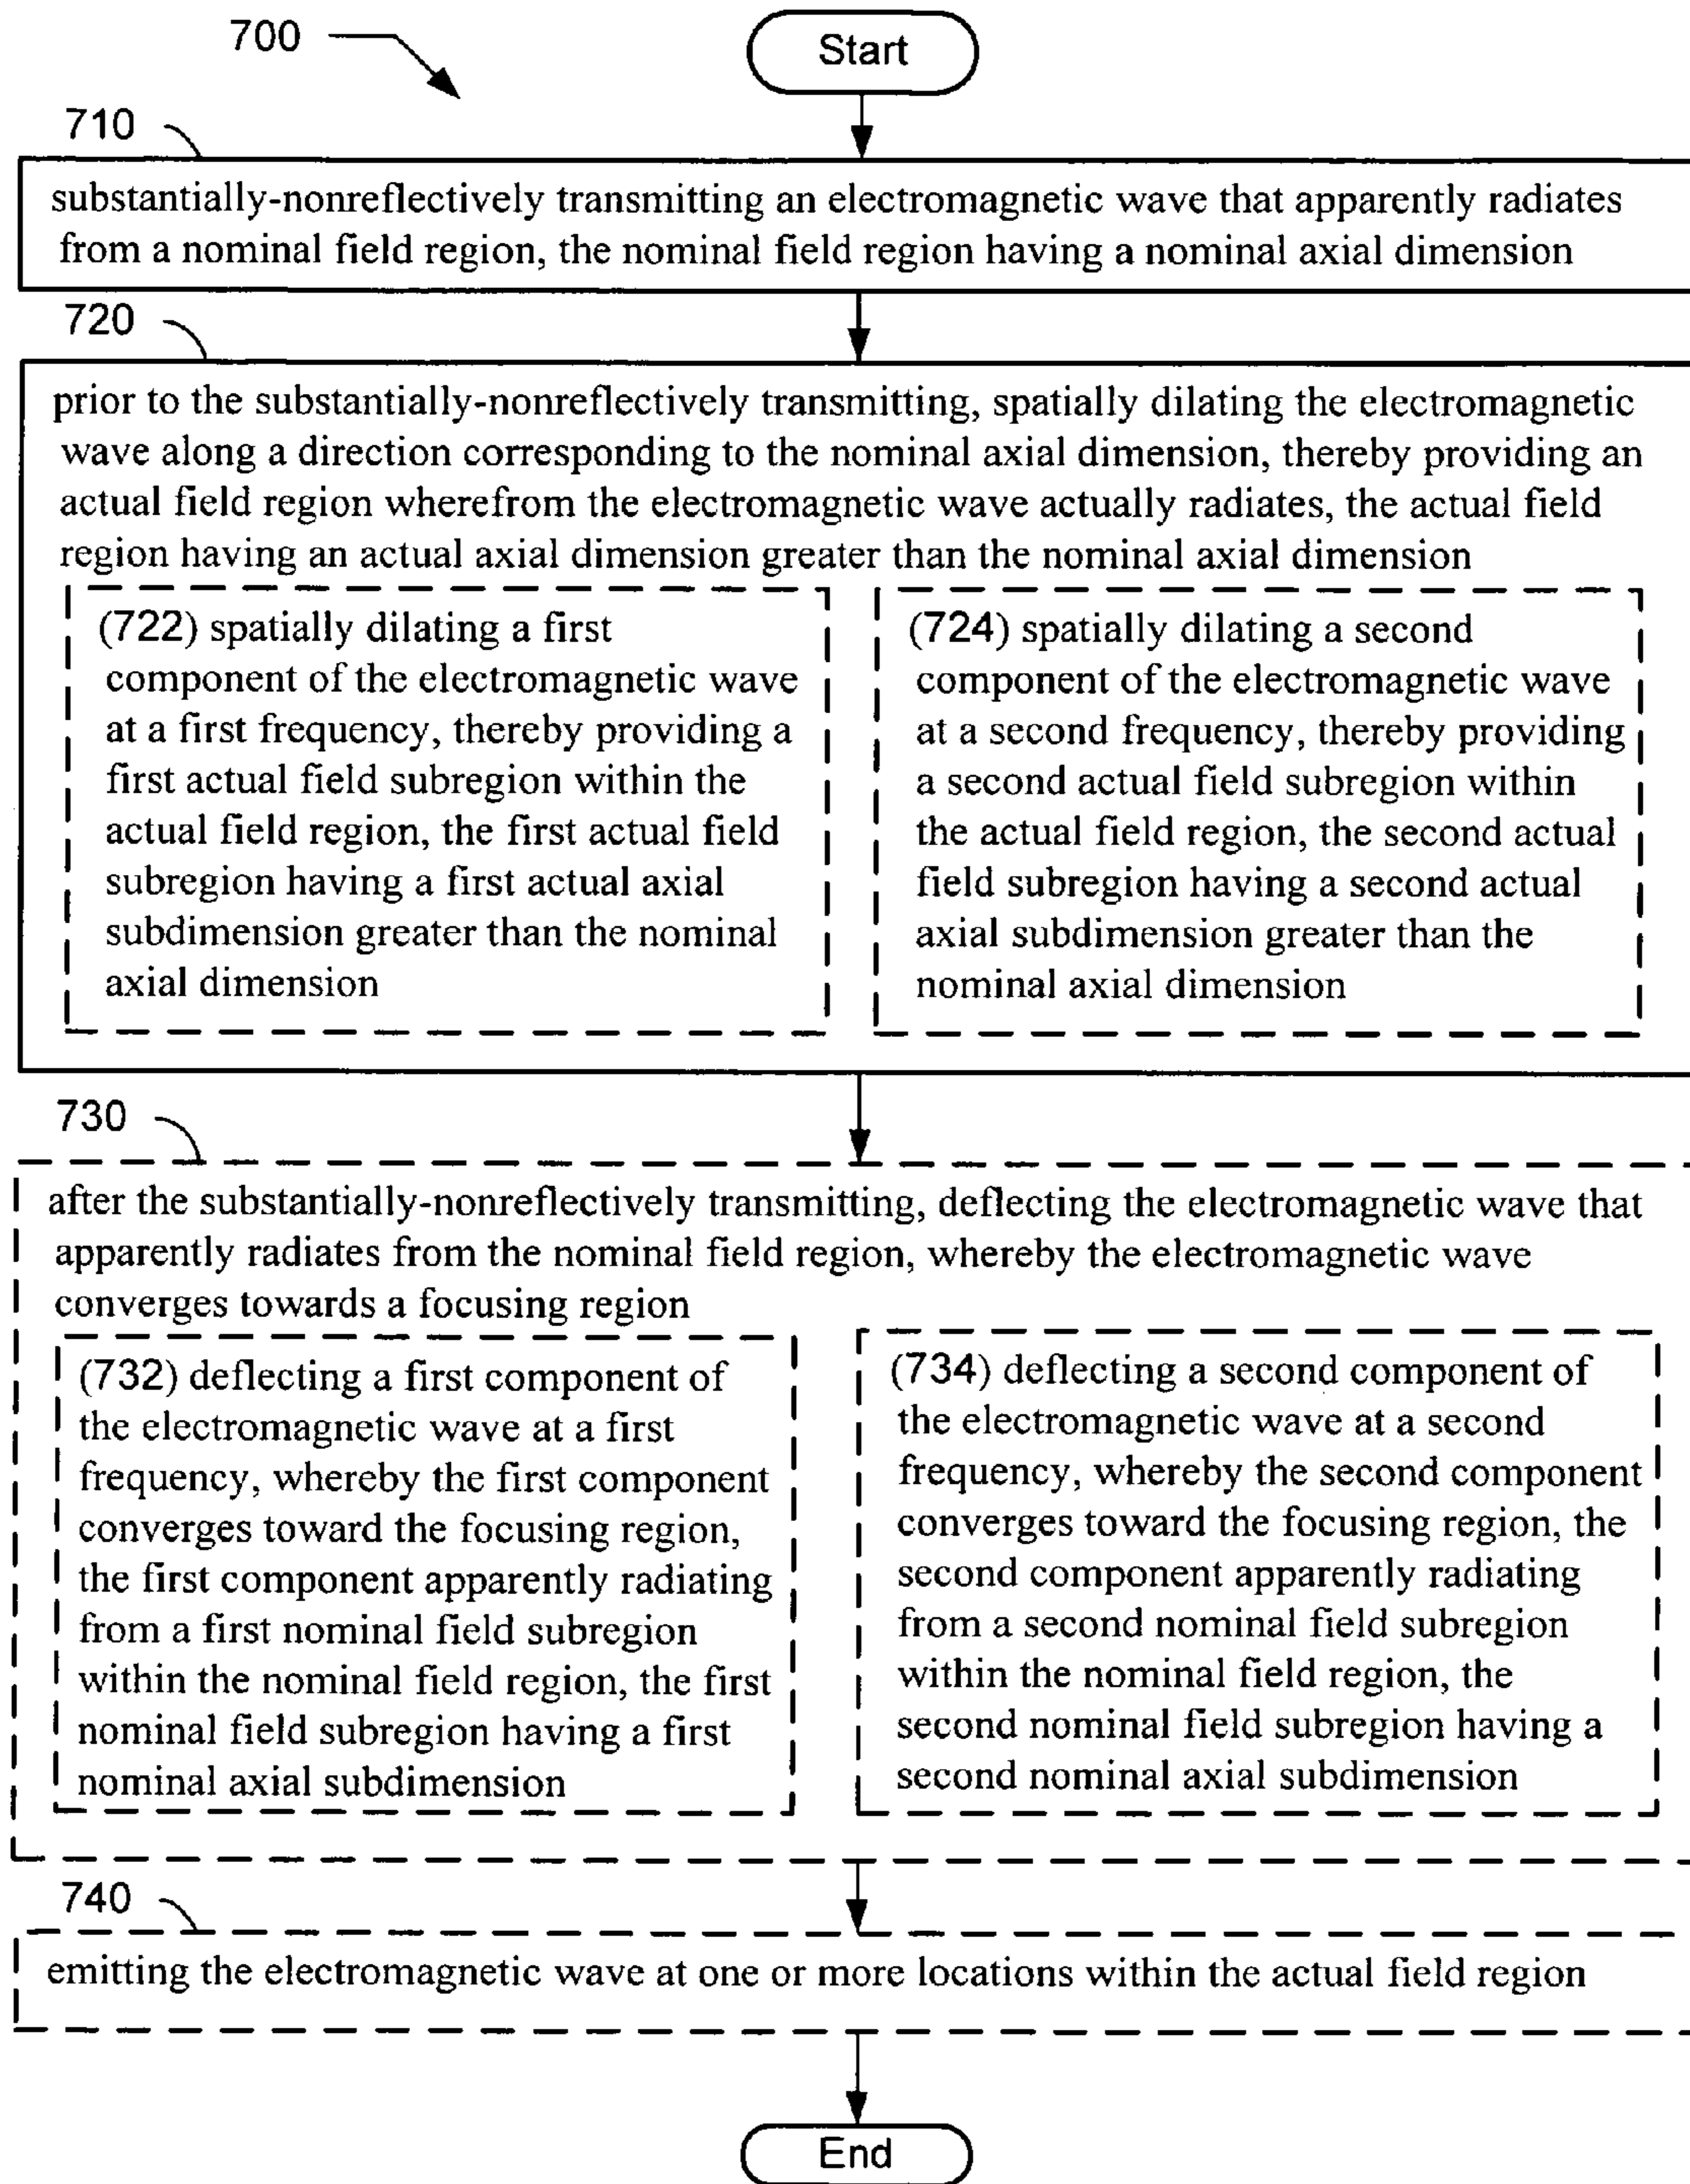 700
Start
710
substantially-nonreflectively transmitting an electromagnetic wave that apparently radiates
from a nominal field region, the nominal field region having a nominal axial dimension
720
prior to the substantially-nonreflectively transmitting, spatially dilating the electromagnetic
wave along a direction corresponding to the nominal axial dimension, thereby providing an
actual field region wherefrom the electromagnetic wave actually radiates, the actual field
region having an actual axial dimension greater than the nominal axial dimension
(722) spatially dilating a first
component of the electromagnetic wave
at a first frequency, thereby providing a
first actual field subregion within the
actual field region, the first actual field
subregion having a first actual axial
subdimension greater than the nominal
axial dimension
(724) spatially dilating a second
component of the electromagnetic wave
at a second frequency, thereby providing
a second actual field subregion within
the actual field region, the second actual
field subregion having a second actual
axial subdimension greater than the
nominal axial dimension
730
after the substantially-nonreflectively transmitting, deflecting the electromagnetic wave that
apparently radiates from the nominal field region, whereby the electromagnetic wave
converges towards a focusing region
(732) deflecting a first component of
the electromagnetic wave at a first
frequency, whereby the first component
converges toward the focusing region,
the first component apparently radiating
from a first nominal field subregion
within the nominal field region, the first
nominal field subregion having a first
nominal axial subdimension
(734) deflecting a second component of
the electromagnetic wave at a second
frequency, whereby the second component
converges toward the focusing region, the
second component apparently radiating
from a second nominal field subregion
within the nominal field region, the
second nominal field subregion having a
second nominal axial subdimension
740
emitting the electromagnetic wave at one or more locations within the actual field region
End